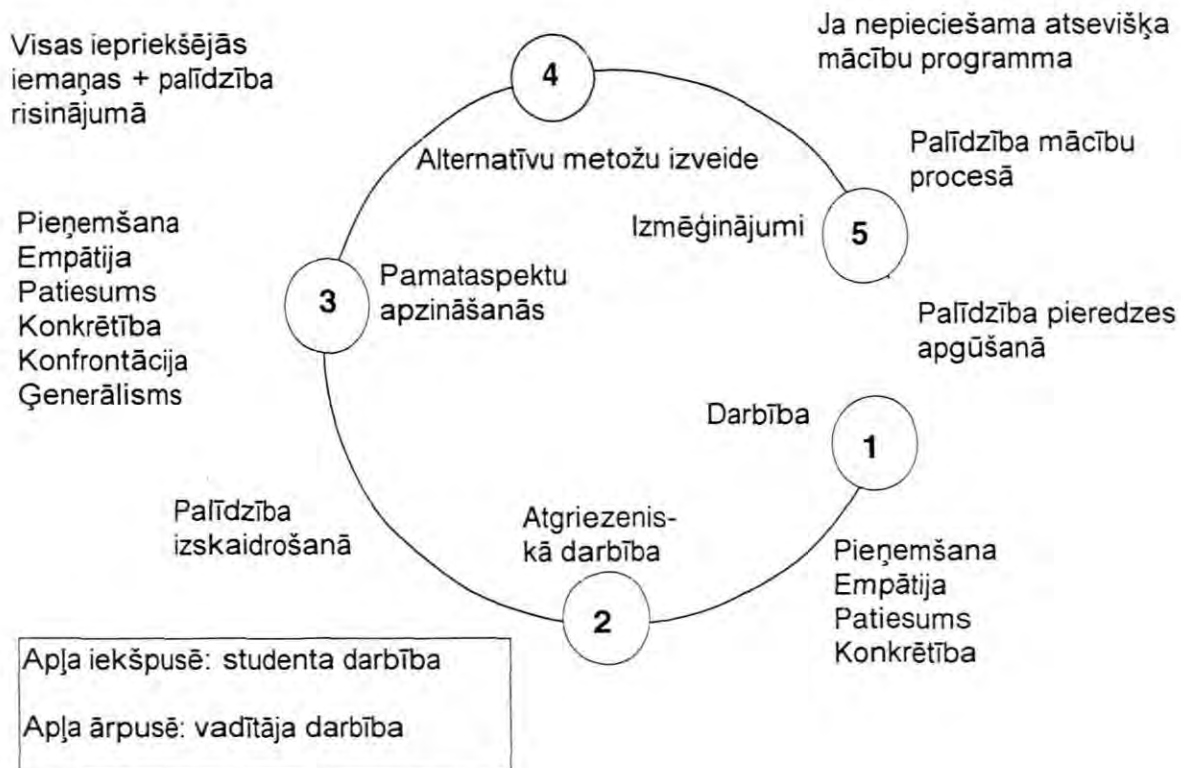 Visas iepriekšējās
iemaņas + palīdzība
risinājumā
4
Ja nepieciešama atsevišķa
mācību programma
Alternatīvu metožu izveide
Palīdzība mācību
procesā
Izmēģinājumi
5
Pieņemšana
Empātija
Patiesums
Konkrētība
Konfrontācija
Ģenerālisms
3
Pamataspektu
apzināšanās
Palīdzība pieredzes
apgūšanā
Darbība
1
Palīdzība
izskaidrošanā
Atgriezenis-
kā darbība
2
Pieņemšana
Empātija
Patiesums
Konkrētība
Apļa iekšpusē: studenta darbība
Apļa ārpusē: vadītāja darbība